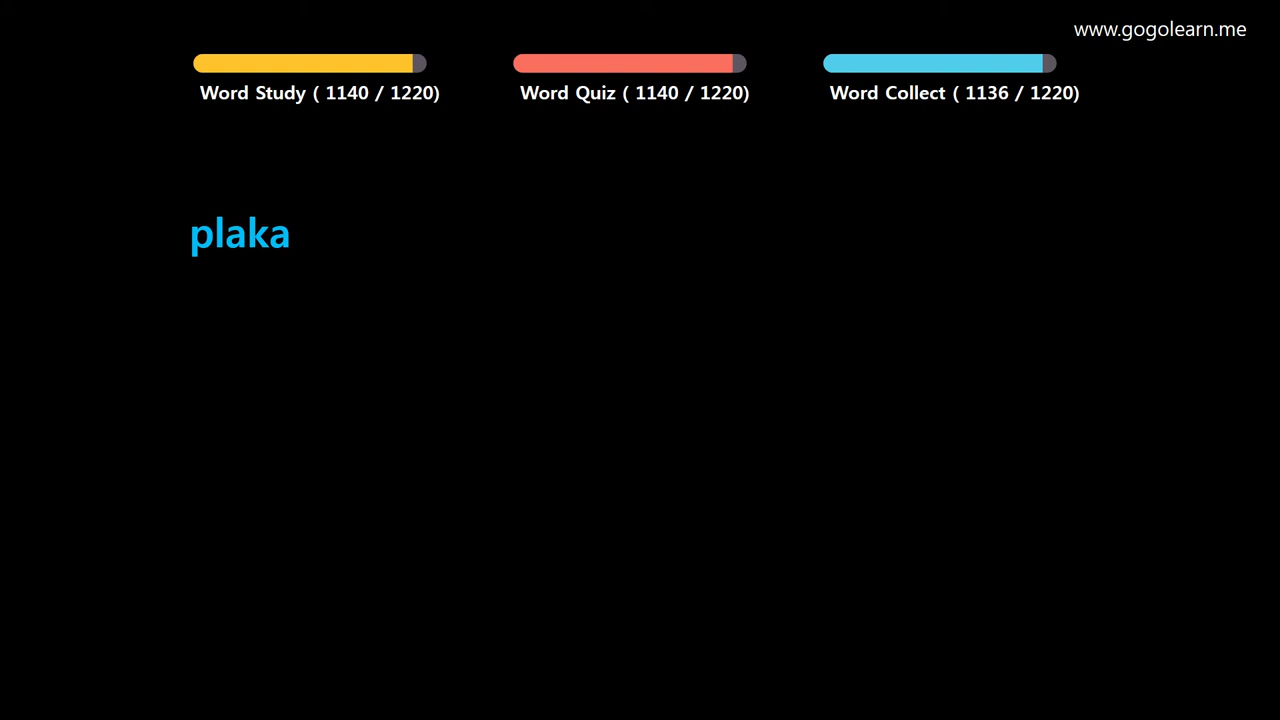 www.gogolearn.me
Word Study ( 1140 / 1220)
Word Quiz ( 1140 / 1220)
Word Collect ( 1136 / 1220)
plaka